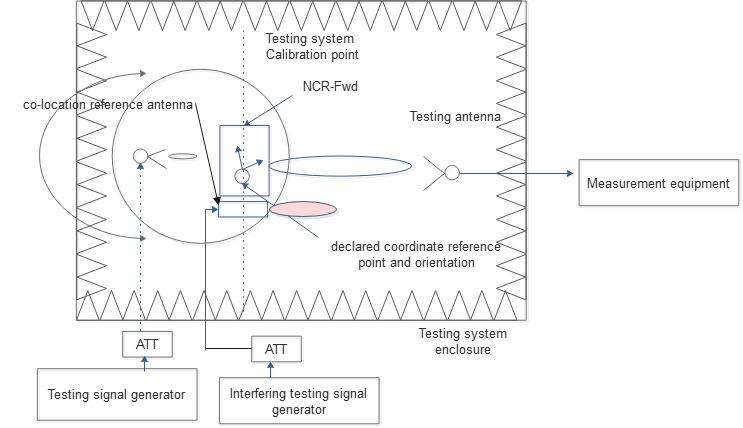 Testing system
Calibration point
NCR-Fwd
co-location reference antenna
Testing antenna
Measurement equipment
declared coordinate reference
point and orientation
Testing system
enclosure
ATT
ATT
Testing signal generator
Interfering testing signal
generator